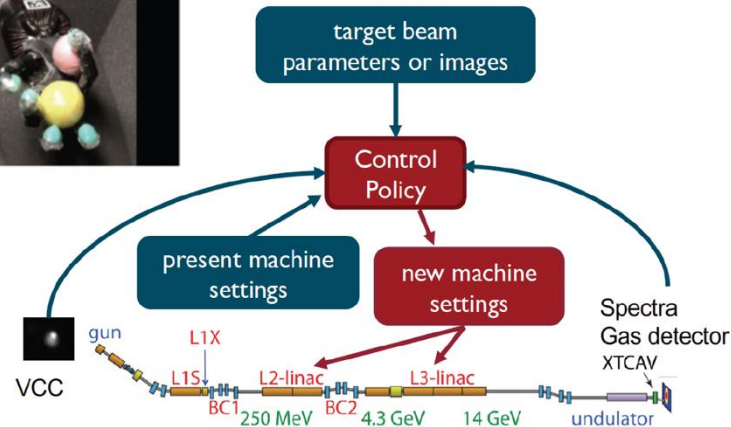 target beam
parameters or images
Control
Policy
present machine
settings
new machine
settings
Spectra
Gas detector
XTCAV
VCC
gun
L1X
L1S
BC1
L2-linac
BC2
L3-linac
250 MeV
4.3 GeV
14 GeV
undulator